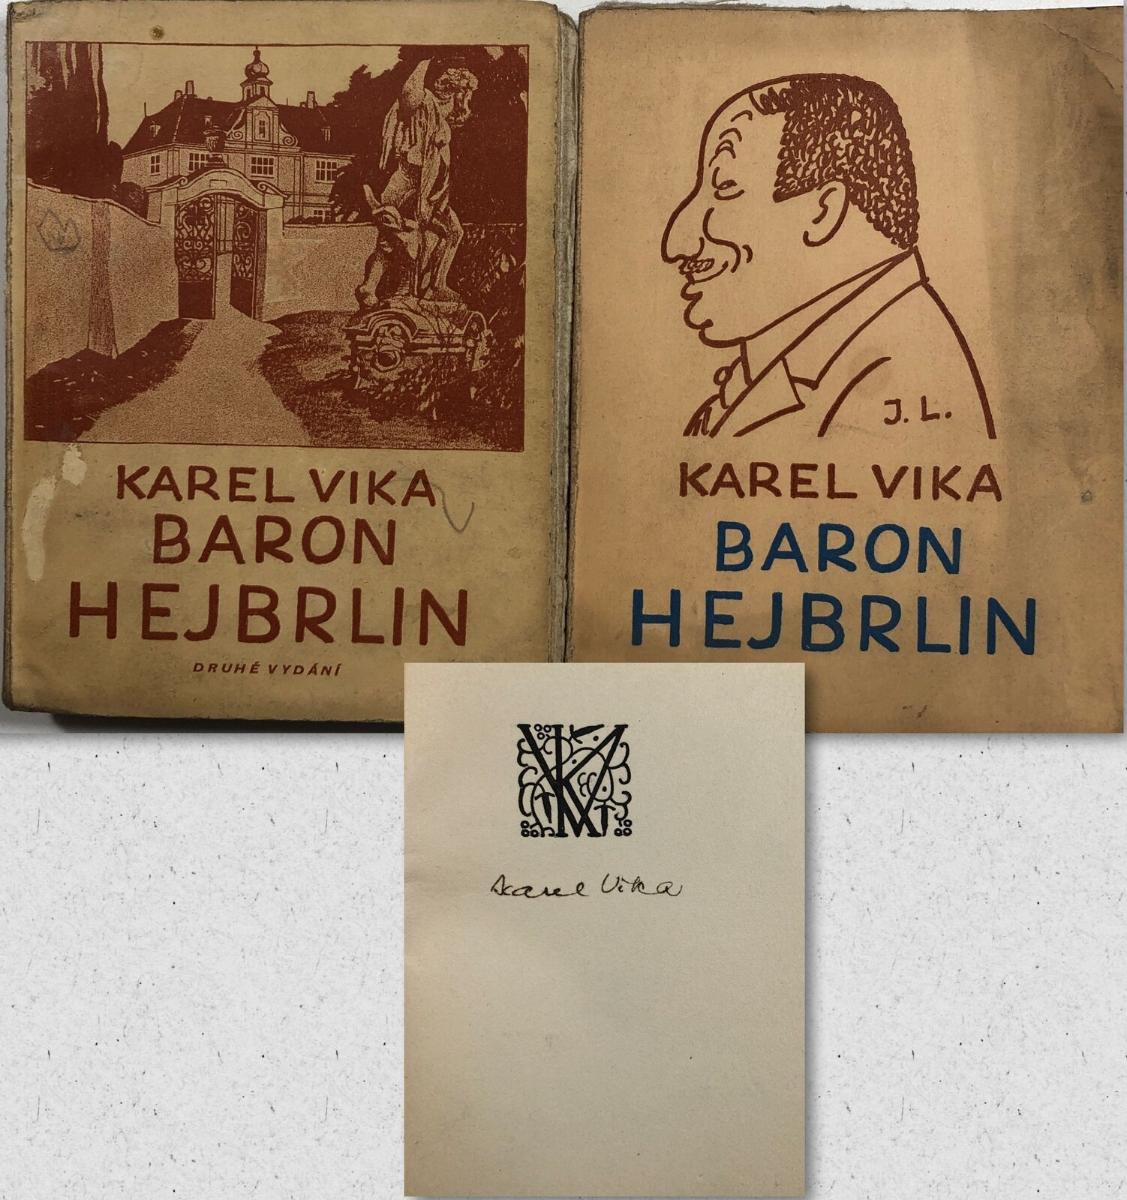 KAREL VIKA
BARON
HEJBRLIN
DRUHÉ VYDÁNÍ
J. L.
KAREL VIKA
BARON
HEJBRLIN
Karel Vika